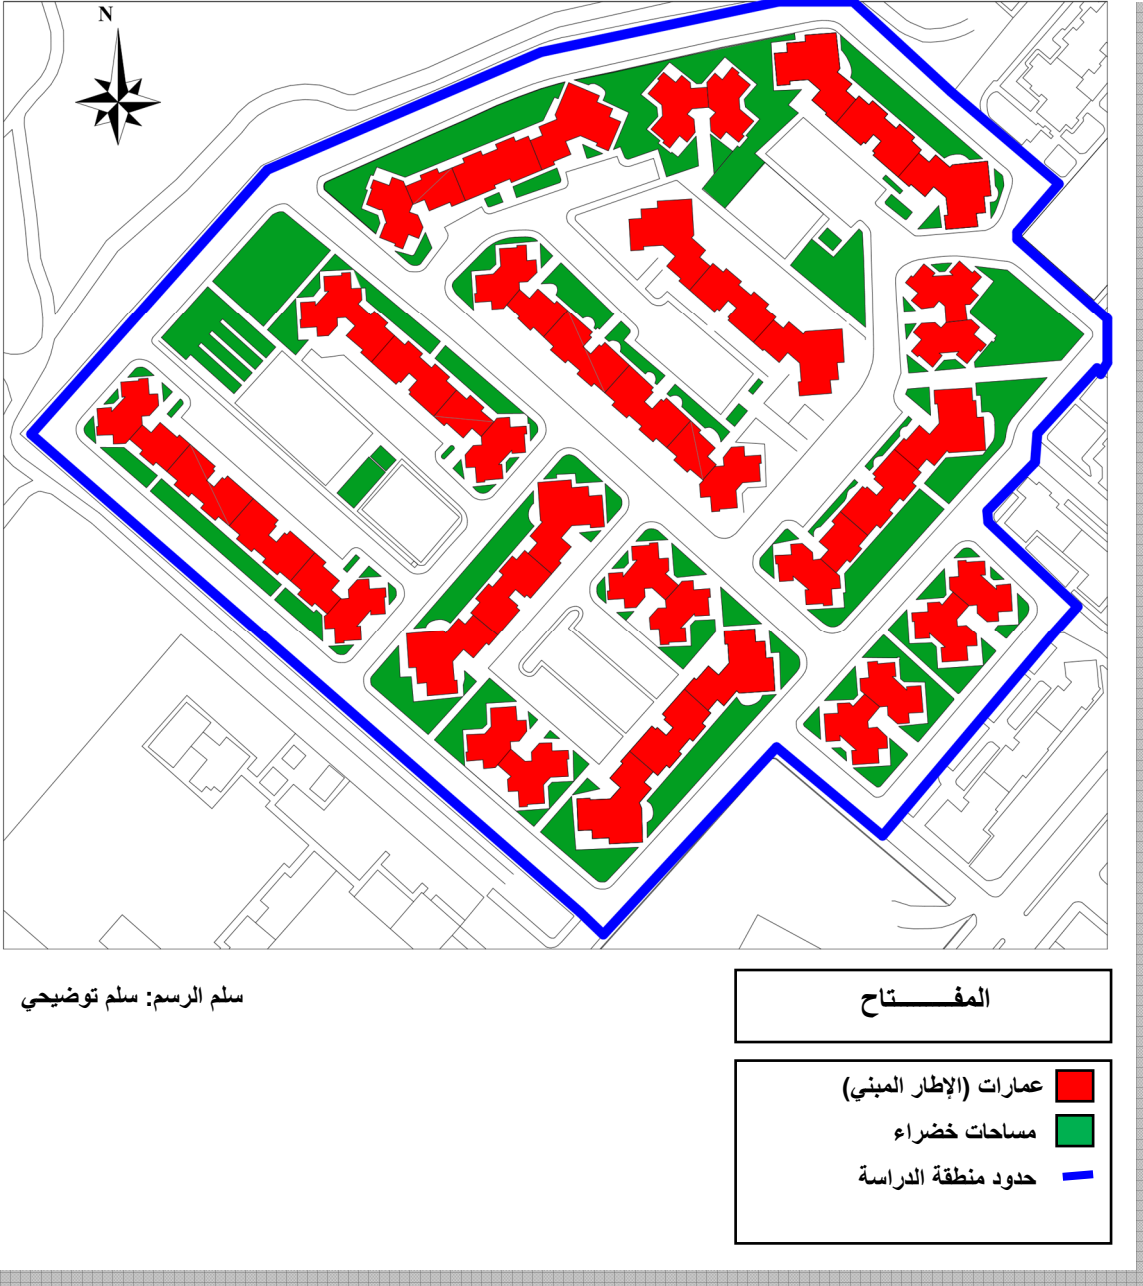 N
سلم الرسم: سلم توضيحي
المفـــــــتاح
عمارات (الإطار المبني)
مساحات خضراء
حدود منطقة الدراسة